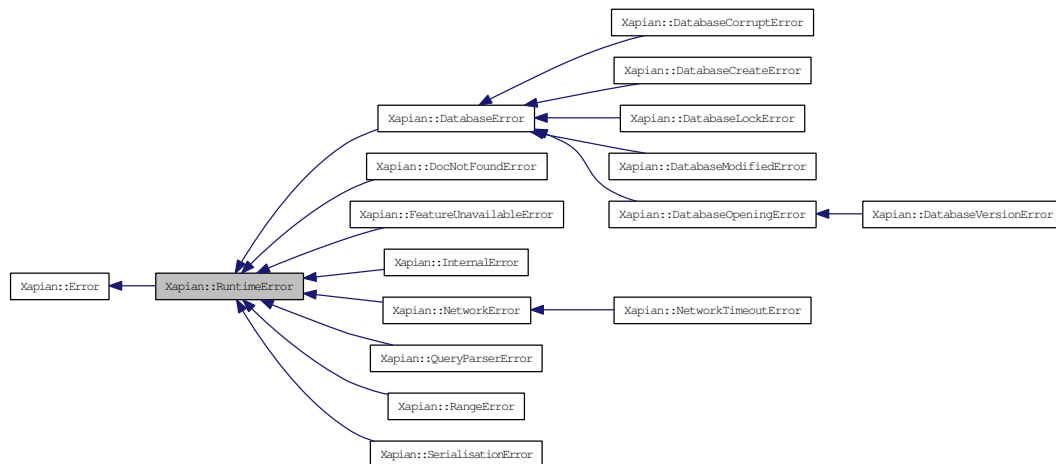 Xapian::DatabaseCorruptError
Xapian::DatabaseCreateError
Xapian::DatabaseError
Xapian::DatabaseLockError
Xapian::DocNotFoundError
Xapian::DatabaseModifiedError
Xapian::FeatureUnavailableError
Xapian::DatabaseOpeningError
Xapian::DatabaseVersionError
Xapian::InternalError
Xapian::Error
Xapian::RuntimeError
Xapian::NetworkError
Xapian::NetworkTimeoutError
Xapian::QueryParserError
Xapian::RangeError
Xapian::SerialisationError